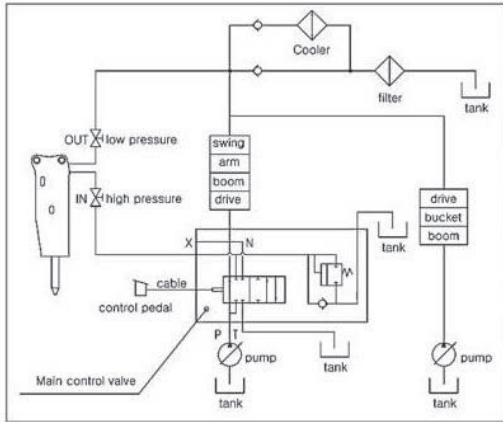 Cooler
filter
tank
OUT low pressure
swing
arm
boom
drive
IN high pressure
drive
bucket
boom
tank
X
N
cable
control pedal
P T
pump
pump
tank
Main control valve
tank
tank